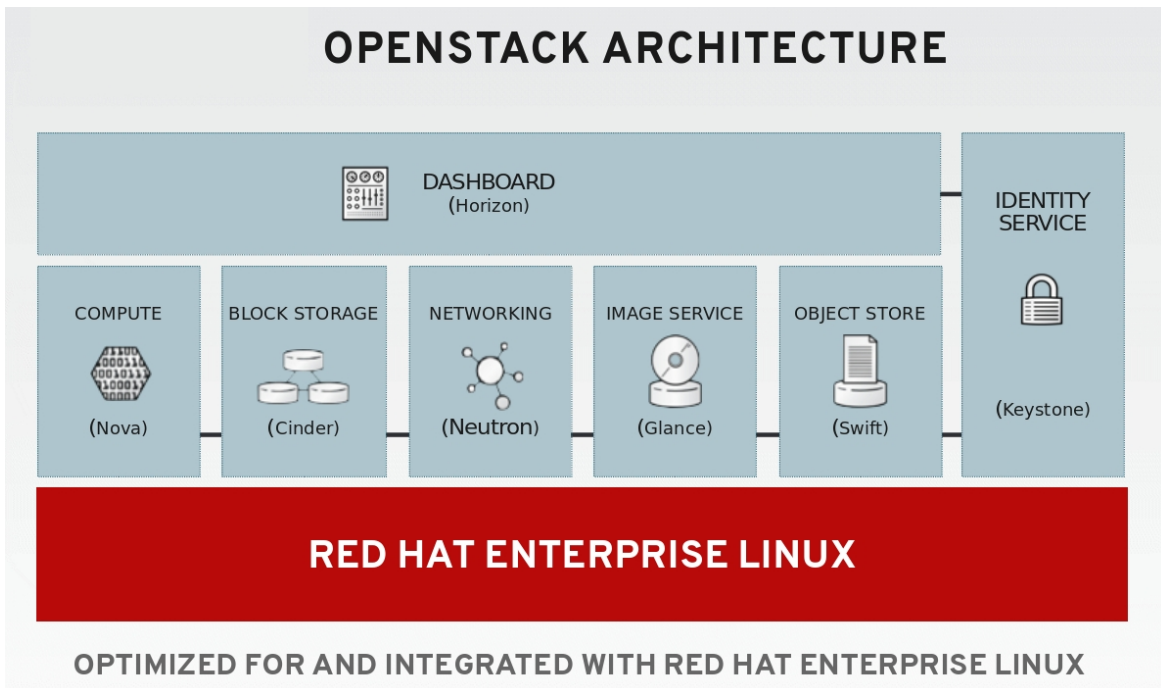 OPENSTACK ARCHITECTURE
DASHBOARD
(Horizon)
IDENTITY
SERVICE
(Keystone)
COMPUTE
(Nova)
BLOCK STORAGE
(Cinder)
NETWORKING
(Neutron)
IMAGE SERVICE
(Glance)
OBJECT STORE
(Swift)
RED HAT ENTERPRISE LINUX
OPTIMIZED FOR AND INTEGRATED WITH RED HAT ENTERPRISE LINUX